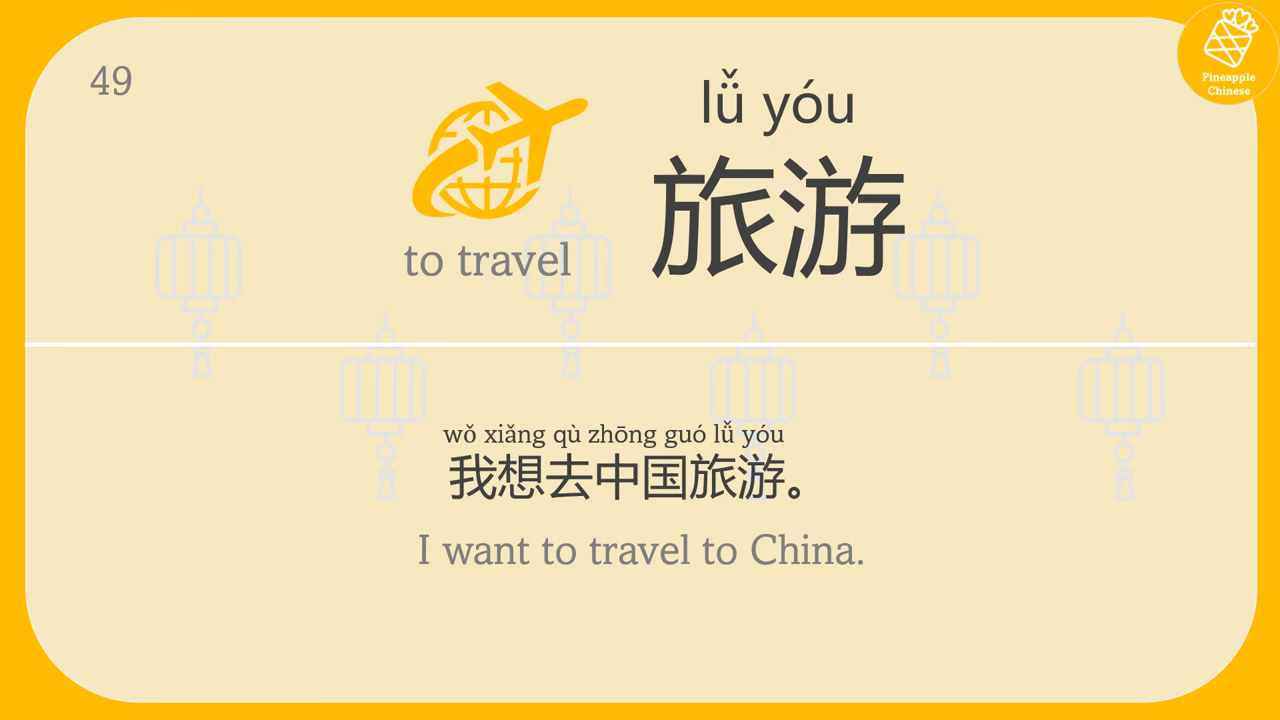 49
Pineapple
Chinese
lǚ yóu
旅游
to travel
wǒ xiǎng qù zhōng guó lǚ yóu
我想去中国旅游。
I want to travel to China.